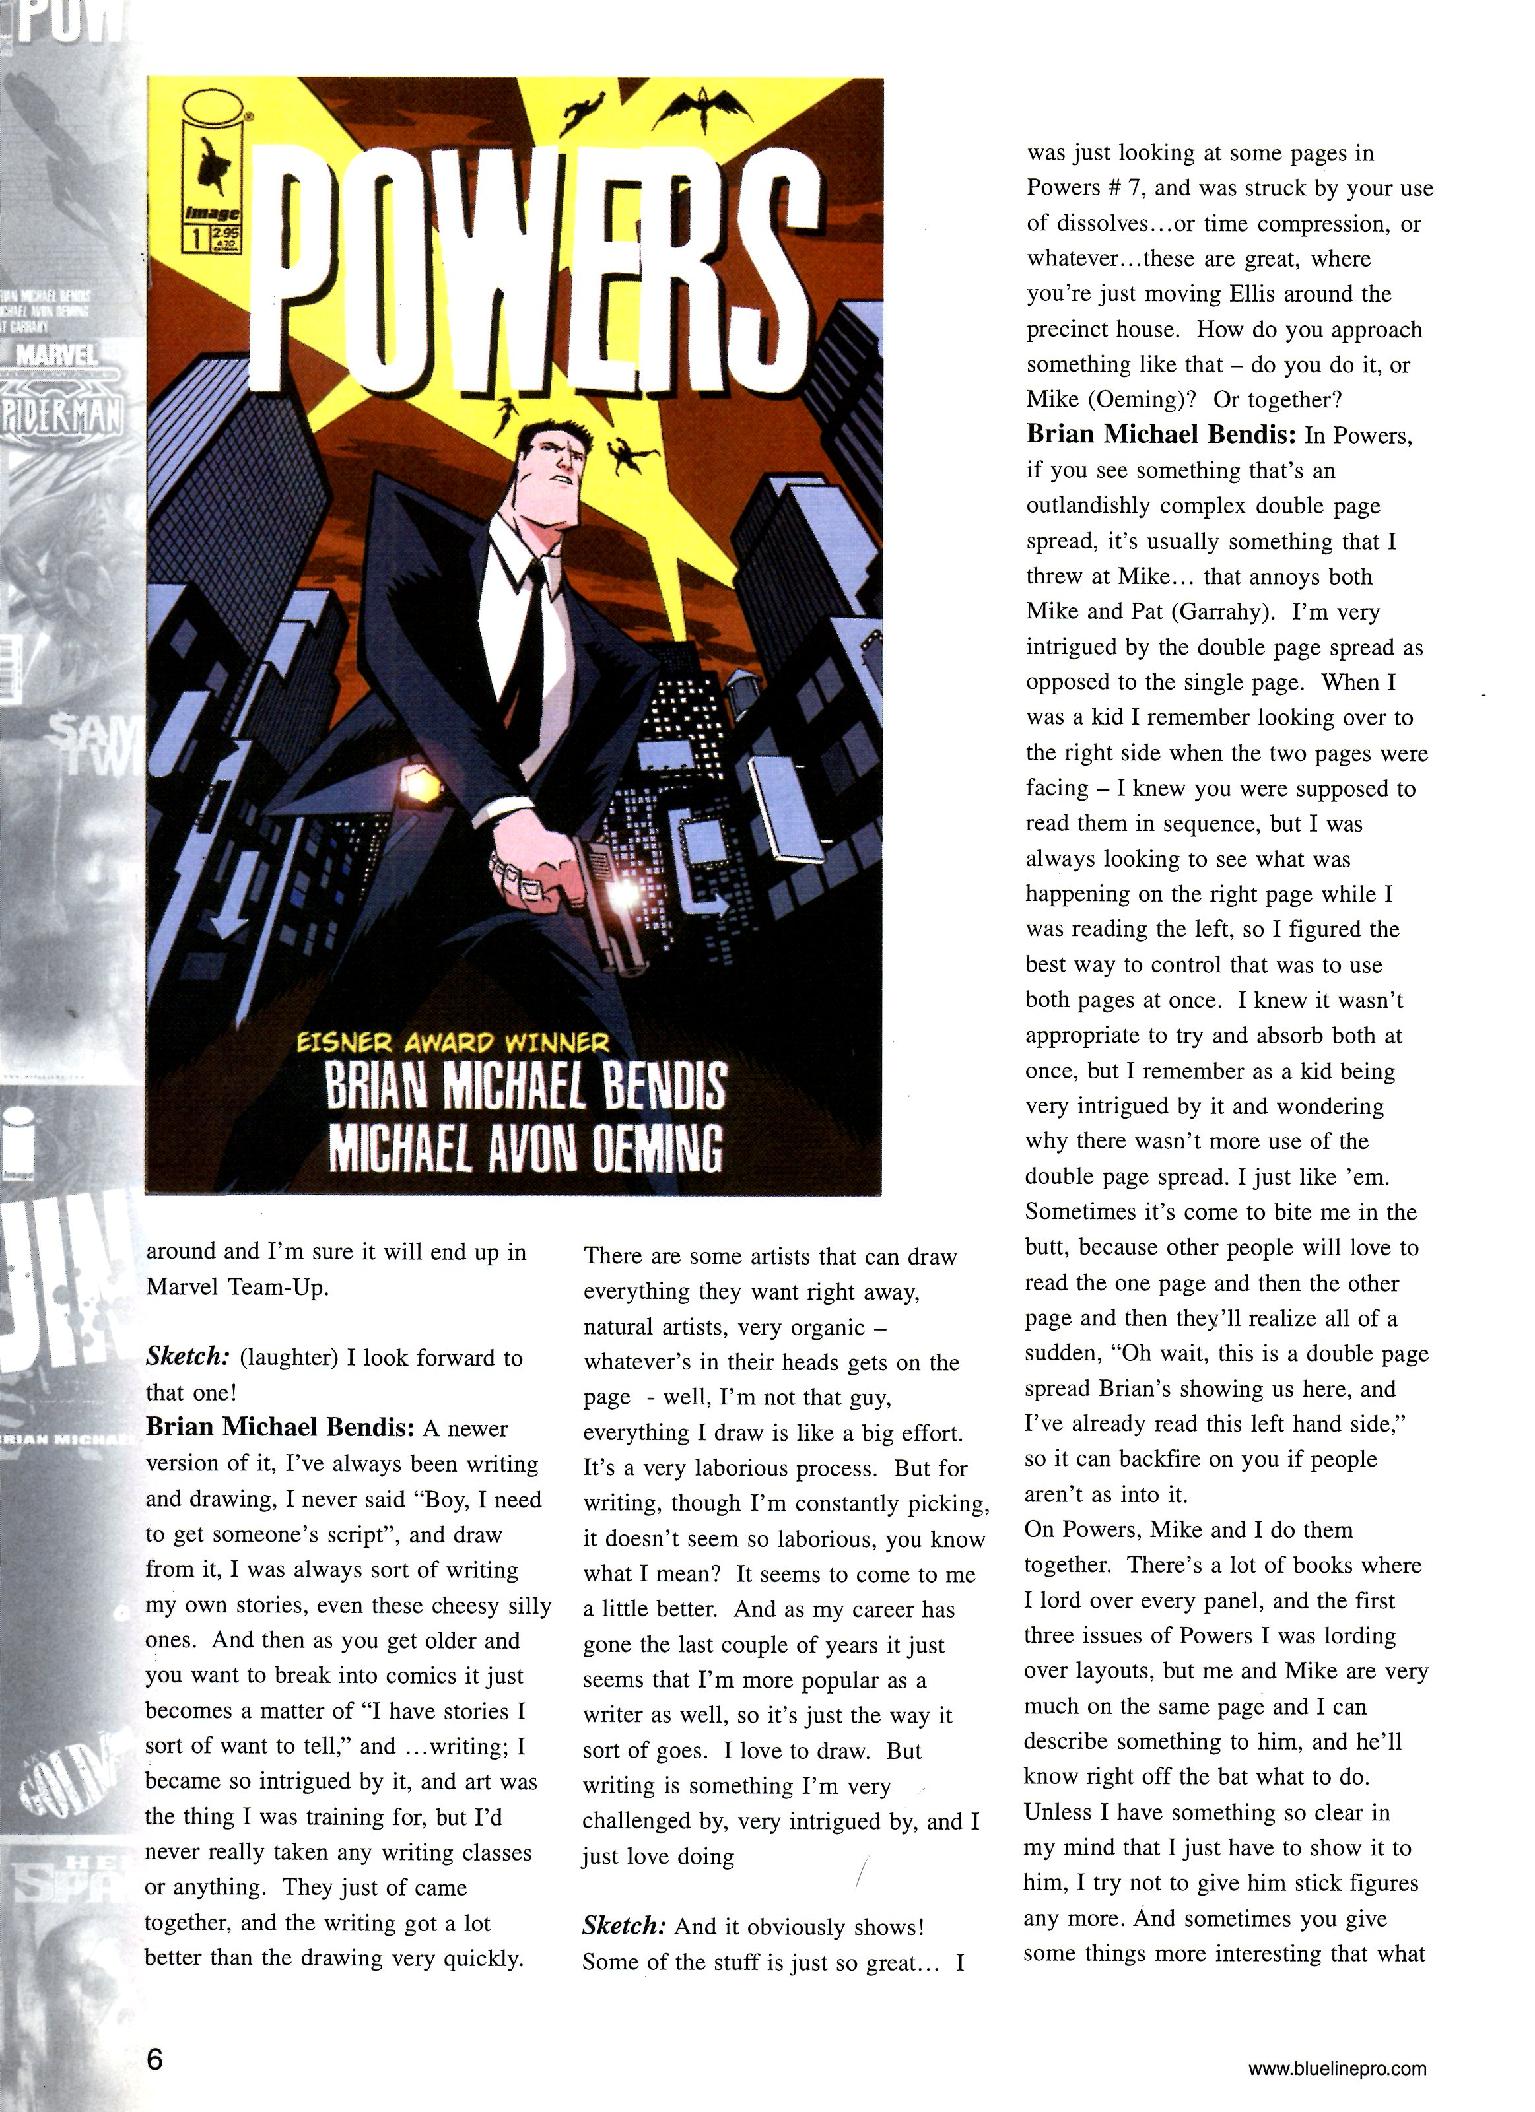 POW
IAN MICHAEL BENDIS
ICHAEL AVON OEMING
AT GARRAHY
MARVEL
PIDER-MAN
SAM
TWI
JIN
BRIAN MICHAE
GOLD
HE
SPA
POWERS
Image
1
2.95
EISNER AWARD WINNER
BRIAN MICHAEL BENDIS
MICHAEL AVON OEMING
around and I'm sure it will end up in
Marvel Team-Up.
Sketch: (laughter) I look forward to
that one!
Brian Michael Bendis: A newer
version of it, I've always been writing
and drawing, I never said “Boy, I need
to get someone's script”, and draw
from it, I was always sort of writing
my own stories, even these cheesy silly
ones. And then as you get older and
you want to break into comics it just
becomes a matter of “I have stories I
sort of want to tell,” and …writing; I
became so intrigued by it, and art was
the thing I was training for, but I'd
never really taken any writing classes
or anything. They just of came
together, and the writing got a lot
better than the drawing very quickly.
There are some artists that can draw
everything they want right away,
natural artists, very organic –
whatever's in their heads gets on the
page - well, I'm not that guy,
everything I draw is like a big effort.
It's a very laborious process. But for
writing, though I'm constantly picking,
it doesn't seem so laborious, you know
what I mean? It seems to come to me
a little better. And as my career has
gone the last couple of years it just
seems that I'm more popular as a
writer as well, so it's just the way it
sort of goes. I love to draw. But
writing is something I'm very
challenged by, very intrigued by, and I
just love doing
Sketch: And it obviously shows!
Some of the stuff is just so great… I
was just looking at some pages in
Powers # 7, and was struck by your use
of dissolves…or time compression, or
whatever…these are great, where
you're just moving Ellis around the
precinct house. How do you approach
something like that – do you do it, or
Mike (Oeming)? Or together?
Brian Michael Bendis: In Powers,
if you see something that's an
outlandishly complex double page
spread, it's usually something that I
threw at Mike… that annoys both
Mike and Pat (Garrahy). I'm very
intrigued by the double page spread as
opposed to the single page. When I
was a kid I remember looking over to
the right side when the two pages were
facing – I knew you were supposed to
read them in sequence, but I was
always looking to see what was
happening on the right page while I
was reading the left, so I figured the
best way to control that was to use
both pages at once. I knew it wasn't
appropriate to try and absorb both at
once, but I remember as a kid being
very intrigued by it and wondering
why there wasn't more use of the
double page spread. I just like 'em.
Sometimes it's come to bite me in the
butt, because other people will love to
read the one page and then the other
page and then they'll realize all of a
sudden, “Oh wait, this is a double page
spread Brian's showing us here, and
I've already read this left hand side,”
so it can backfire on you if people
aren't as into it.
On Powers, Mike and I do them
together. There's a lot of books where
I lord over every panel, and the first
three issues of Powers I was lording
over layouts, but me and Mike are very
much on the same page and I can
describe something to him, and he'll
know right off the bat what to do.
Unless I have something so clear in
my mind that I just have to show it to
him, I try not to give him stick figures
any more. And sometimes you give
some things more interesting that what
6
www.bluelinepro.com